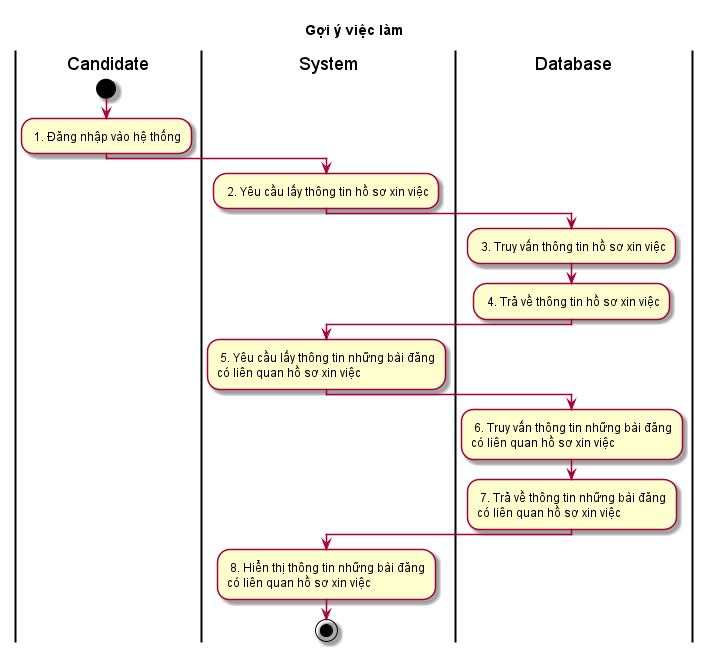 Gợi ý việc làm
Candidate
System
Database
1. Đăng nhập vào hệ thống
2. Yêu cầu lấy thông tin hồ sơ xin việc
3. Truy vấn thông tin hồ sơ xin việc
4. Trả về thông tin hồ sơ xin việc
5. Yêu cầu lấy thông tin những bài đăng
có liên quan hồ sơ xin việc
6. Truy vấn thông tin những bài đăng
có liên quan hồ sơ xin việc
7. Trả về thông tin những bài đăng
có liên quan hồ sơ xin việc
8. Hiển thị thông tin những bài đăng
có liên quan hồ sơ xin việc